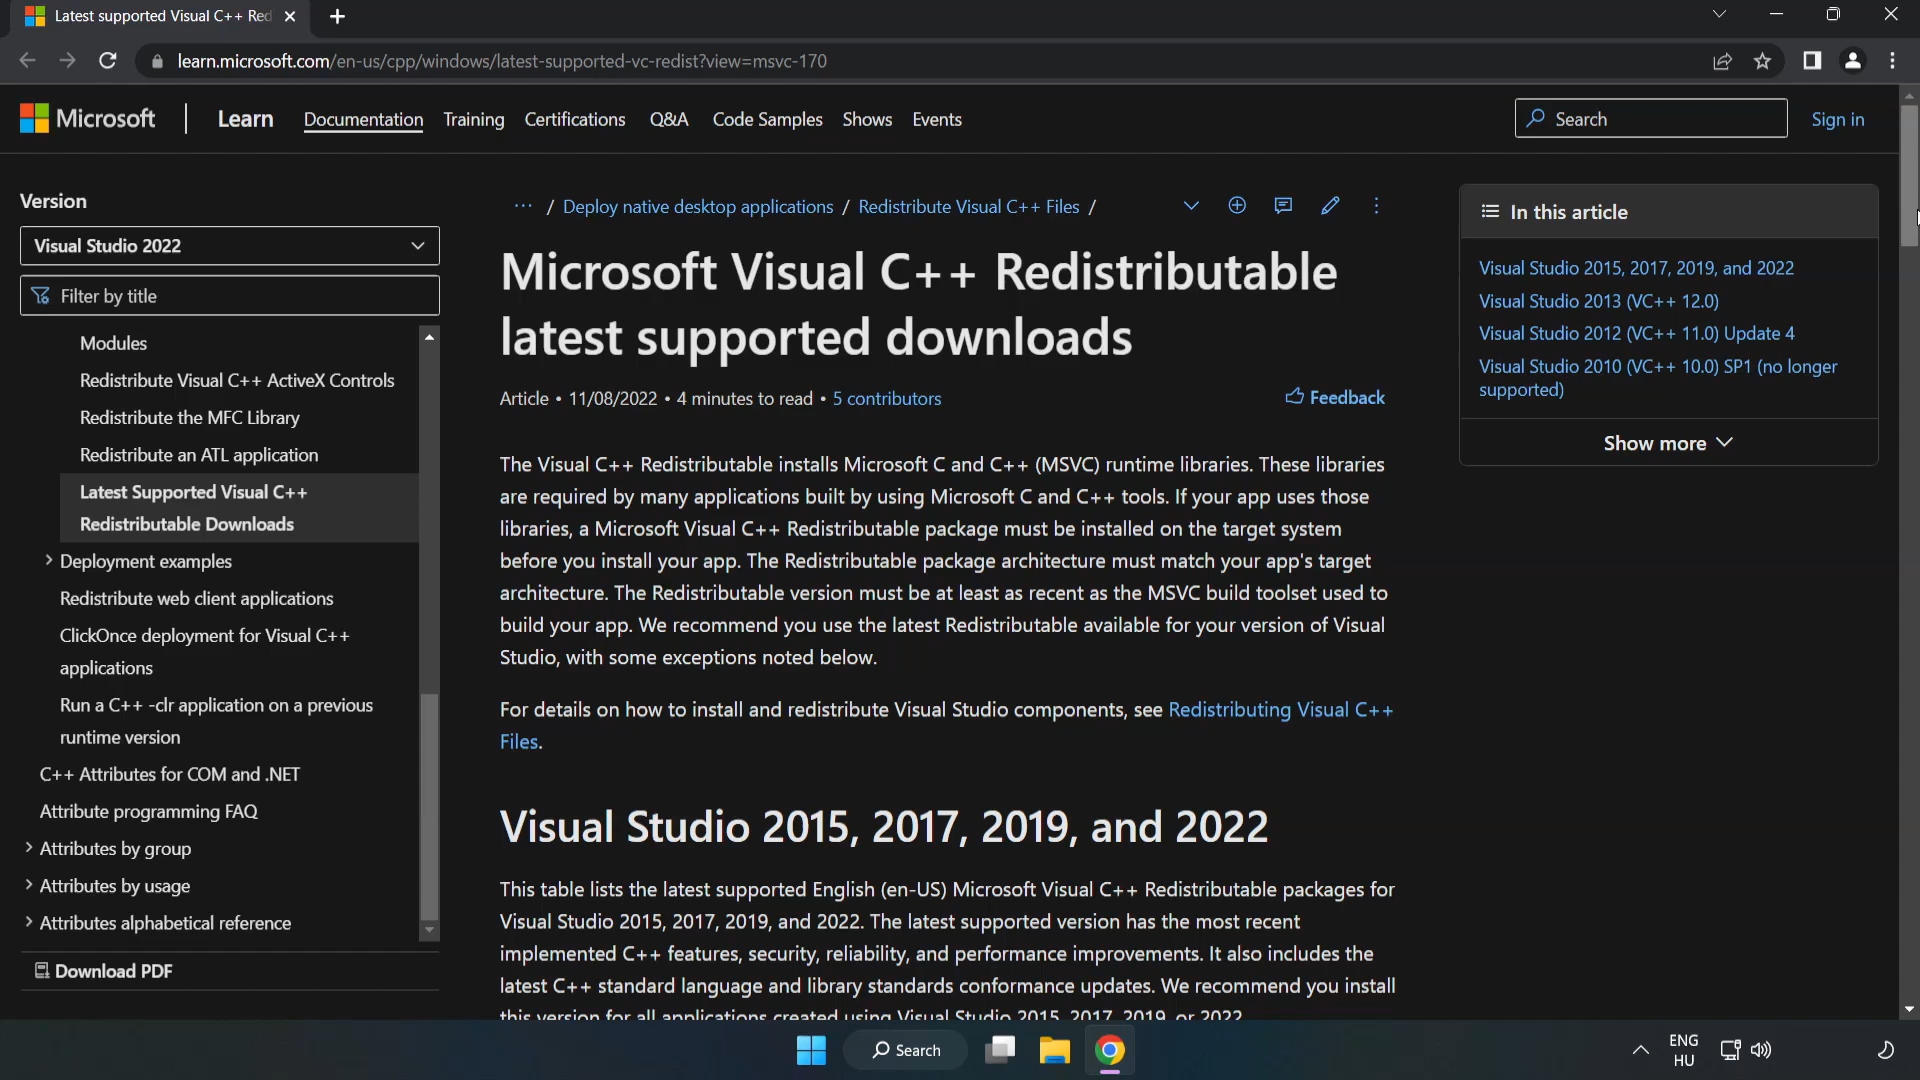 Latest supported Visual C++ Red
learn.microsoft.com/en-us/cpp/windows/latest-supported-vc-redist?view=msvc-170
Microsoft
Learn
Documentation
Training
Certifications
Q&A
Code Samples
Shows
Events
Search
Sign in
Version
Visual Studio 2022
Filter by title
Modules
Redistribute Visual C++ ActiveX Controls
Redistribute the MFC Library
Redistribute an ATL application
Latest Supported Visual C++
Redistributable Downloads
Deployment examples
Redistribute web client applications
ClickOnce deployment for Visual C++
applications
Run a C++ -clr application on a previous
runtime version
C++ Attributes for COM and .NET
Attribute programming FAQ
Attributes by group
Attributes by usage
Attributes alphabetical reference
Download PDF
... / Deploy native desktop applications / Redistribute Visual C++ Files /
Microsoft Visual C++ Redistributable
latest supported downloads
Article • 11/08/2022 • 4 minutes to read • 5 contributors
Feedback
The Visual C++ Redistributable installs Microsoft C and C++ (MSVC) runtime libraries. These libraries
are required by many applications built by using Microsoft C and C++ tools. If your app uses those
libraries, a Microsoft Visual C++ Redistributable package must be installed on the target system
before you install your app. The Redistributable package architecture must match your app's target
architecture. The Redistributable version must be at least as recent as the MSVC build toolset used to
build your app. We recommend you use the latest Redistributable available for your version of Visual
Studio, with some exceptions noted below.
For details on how to install and redistribute Visual Studio components, see Redistributing Visual C++
Files.
Visual Studio 2015, 2017, 2019, and 2022
This table lists the latest supported English (en-US) Microsoft Visual C++ Redistributable packages for
Visual Studio 2015, 2017, 2019, and 2022. The latest supported version has the most recent
implemented C++ features, security, reliability, and performance improvements. It also includes the
latest C++ standard language and library standards conformance updates. We recommend you install
this version for all applications created using Visual Studio 2015, 2017, 2019, or 2022.
In this article
Visual Studio 2015, 2017, 2019, and 2022
Visual Studio 2013 (VC++ 12.0)
Visual Studio 2012 (VC++ 11.0) Update 4
Visual Studio 2010 (VC++ 10.0) SP1 (no longer
supported)
Show more
Search
ENG
HU